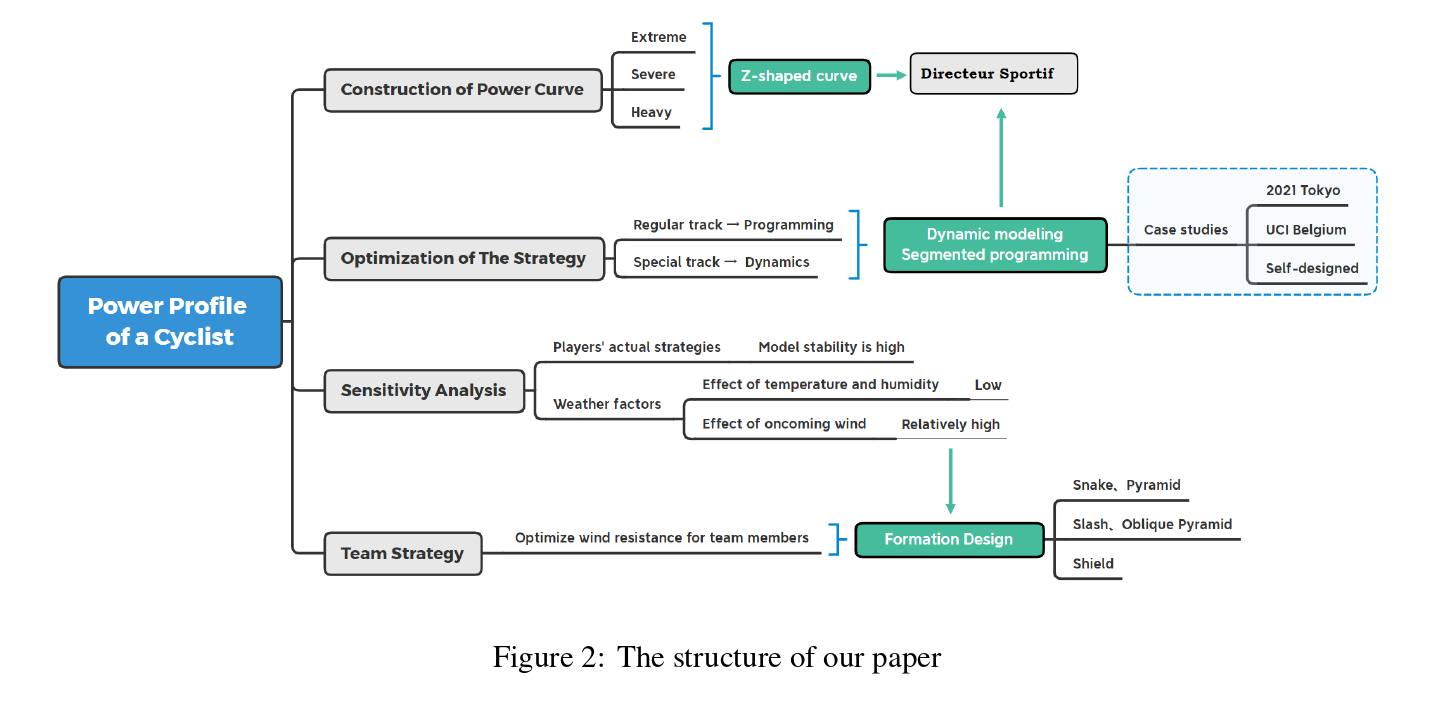 Extreme
Severe
Heavy
Construction of Power Curve
Z-shaped curve
Directeur Sportif
Regular track → Programming
Special track → Dynamics
Optimization of The Strategy
Dynamic modeling
Segmented programming
Case studies
2021 Tokyo
UCI Belgium
Self-designed
Power Profile
of a Cyclist
Players' actual strategies
Model stability is high
Sensitivity Analysis
Weather factors
Effect of temperature and humidity
Low
Effect of oncoming wind
Relatively high
Team Strategy
Optimize wind resistance for team members
Formation Design
Snake、Pyramid
Slash、Oblique Pyramid
Shield
Figure 2: The structure of our paper